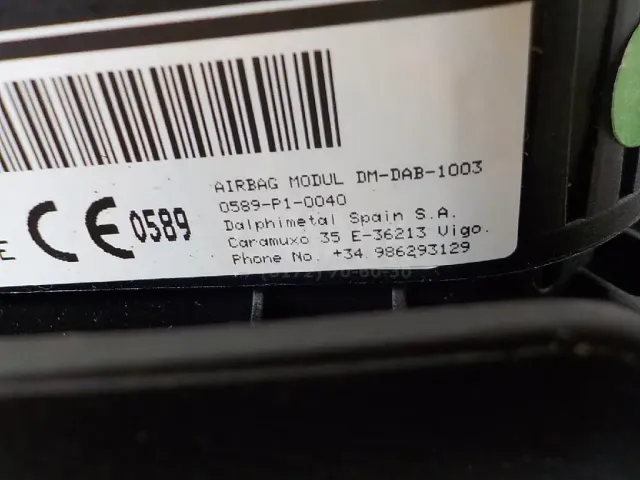 AIRBAG MODUL DM-DAB-1003
0589-P1-0040
Dalphimetal Spain S.A.
Caramuxo 35 E-36213 Vigo.
Phone No. +34 986293129
E CE 0589